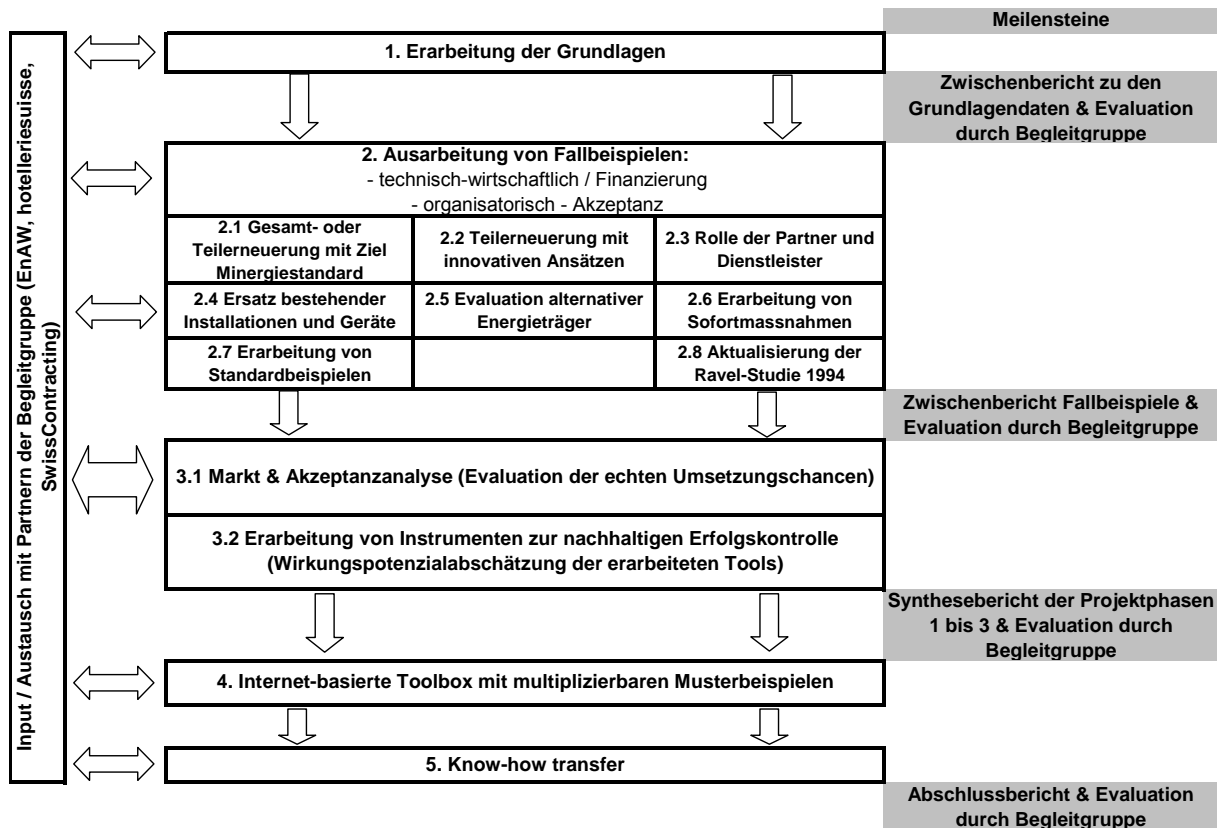 Meilensteine
Input / Austausch mit Partnern der Begleitgruppe (EnAW, hotelleriesuisse,
SwissContracting)
1. Erarbeitung der Grundlagen
Zwischenbericht zu den
Grundlagendaten & Evaluation
durch Begleitgruppe
2. Ausarbeitung von Fallbeispielen:
- technisch-wirtschaftlich / Finanzierung
- organisatorisch - Akzeptanz
2.1 Gesamt- oder
Teilerneuerung mit Ziel
Minergiestandard
2.2 Teilerneuerung mit
innovativen Ansätzen
2.3 Rolle der Partner und
Dienstleister
2.4 Ersatz bestehender
Installationen und Geräte
2.5 Evaluation alternativer
Energieträger
2.6 Erarbeitung von
Sofortmassnahmen
2.7 Erarbeitung von
Standardbeispielen
2.8 Aktualisierung der
Ravel-Studie 1994
Zwischenbericht Fallbeispiele &
Evaluation durch Begleitgruppe
3.1 Markt & Akzeptanzanalyse (Evaluation der echten Umsetzungschancen)
3.2 Erarbeitung von Instrumenten zur nachhaltigen Erfolgskontrolle
(Wirkungspotenzialabschätzung der erarbeiteten Tools)
Synthesebericht der Projektphasen
1 bis 3 & Evaluation durch
Begleitgruppe
4. Internet-basierte Toolbox mit multiplizierbaren Musterbeispielen
5. Know-how transfer
Abschlussbericht & Evaluation
durch Begleitgruppe